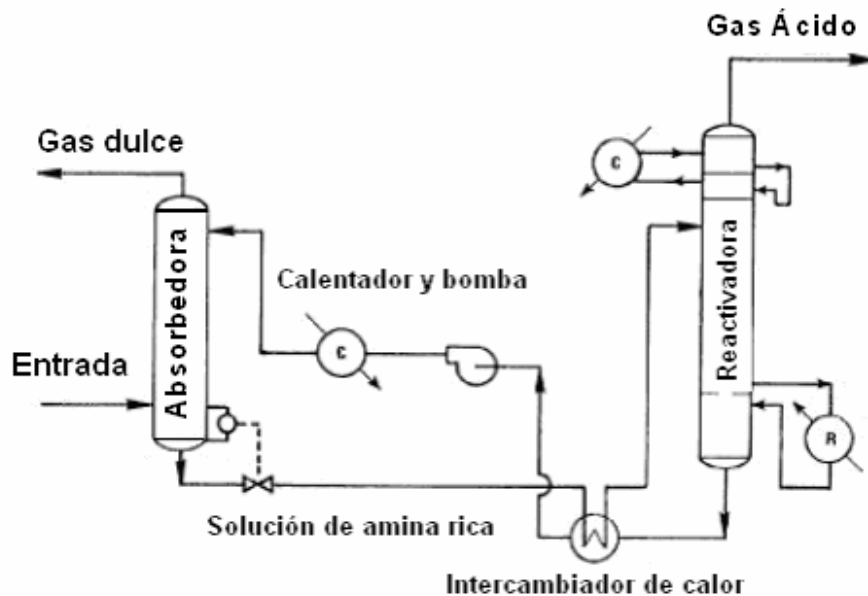 Gas Ácido
Gas dulce
C
Absorbedora
Reactivadora
Calentador y bomba
C
Entrada
R
Solución de amina rica
Intercambiador de calor